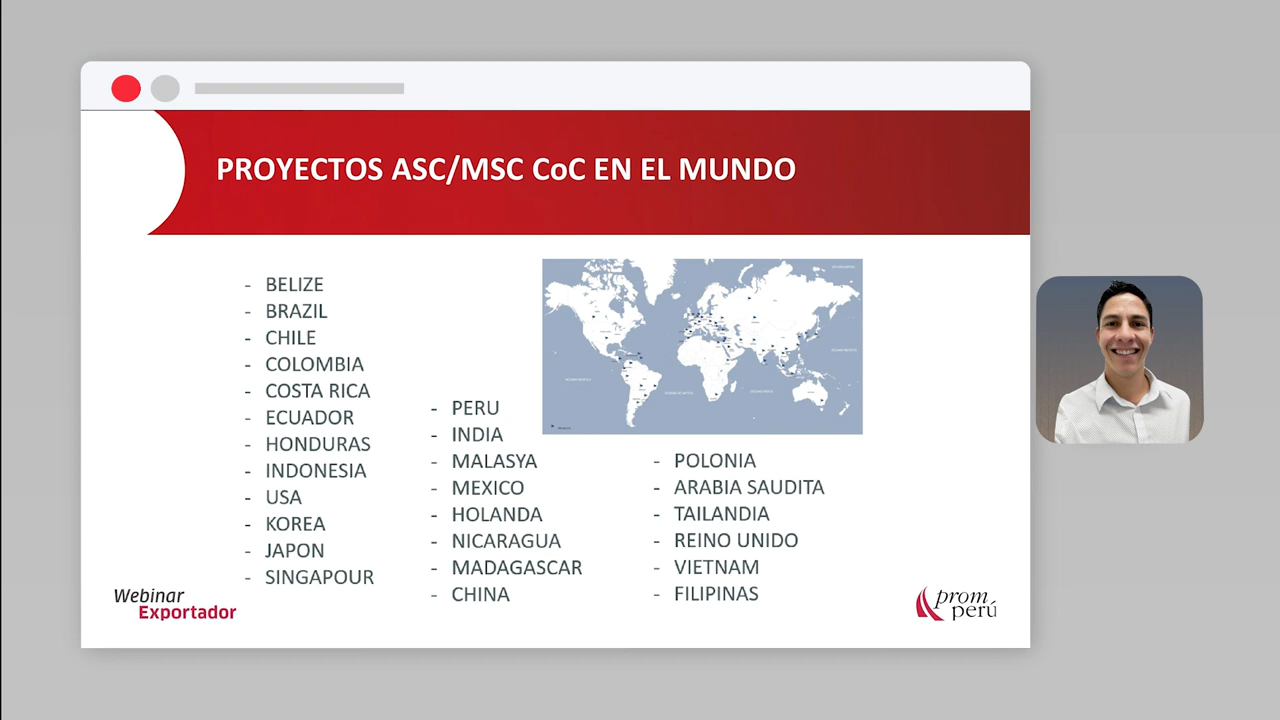 PROYECTOS ASC/MSC CoC EN EL MUNDO
- BELIZE
- BRAZIL
- CHILE
- COLOMBIA
- COSTA RICA
- ECUADOR
- HONDURAS
- INDONESIA
- USA
- KOREA
- JAPON
- SINGAPOUR
- PERU
- INDIA
- MALASYA
- MEXICO
- HOLANDA
- NICARAGUA
- MADAGASCAR
- CHINA
- POLONIA
- ARABIA SAUDITA
- TAILANDIA
- REINO UNIDO
- VIETNAM
- FILIPINAS
Webinar
Exportador
prom
perú